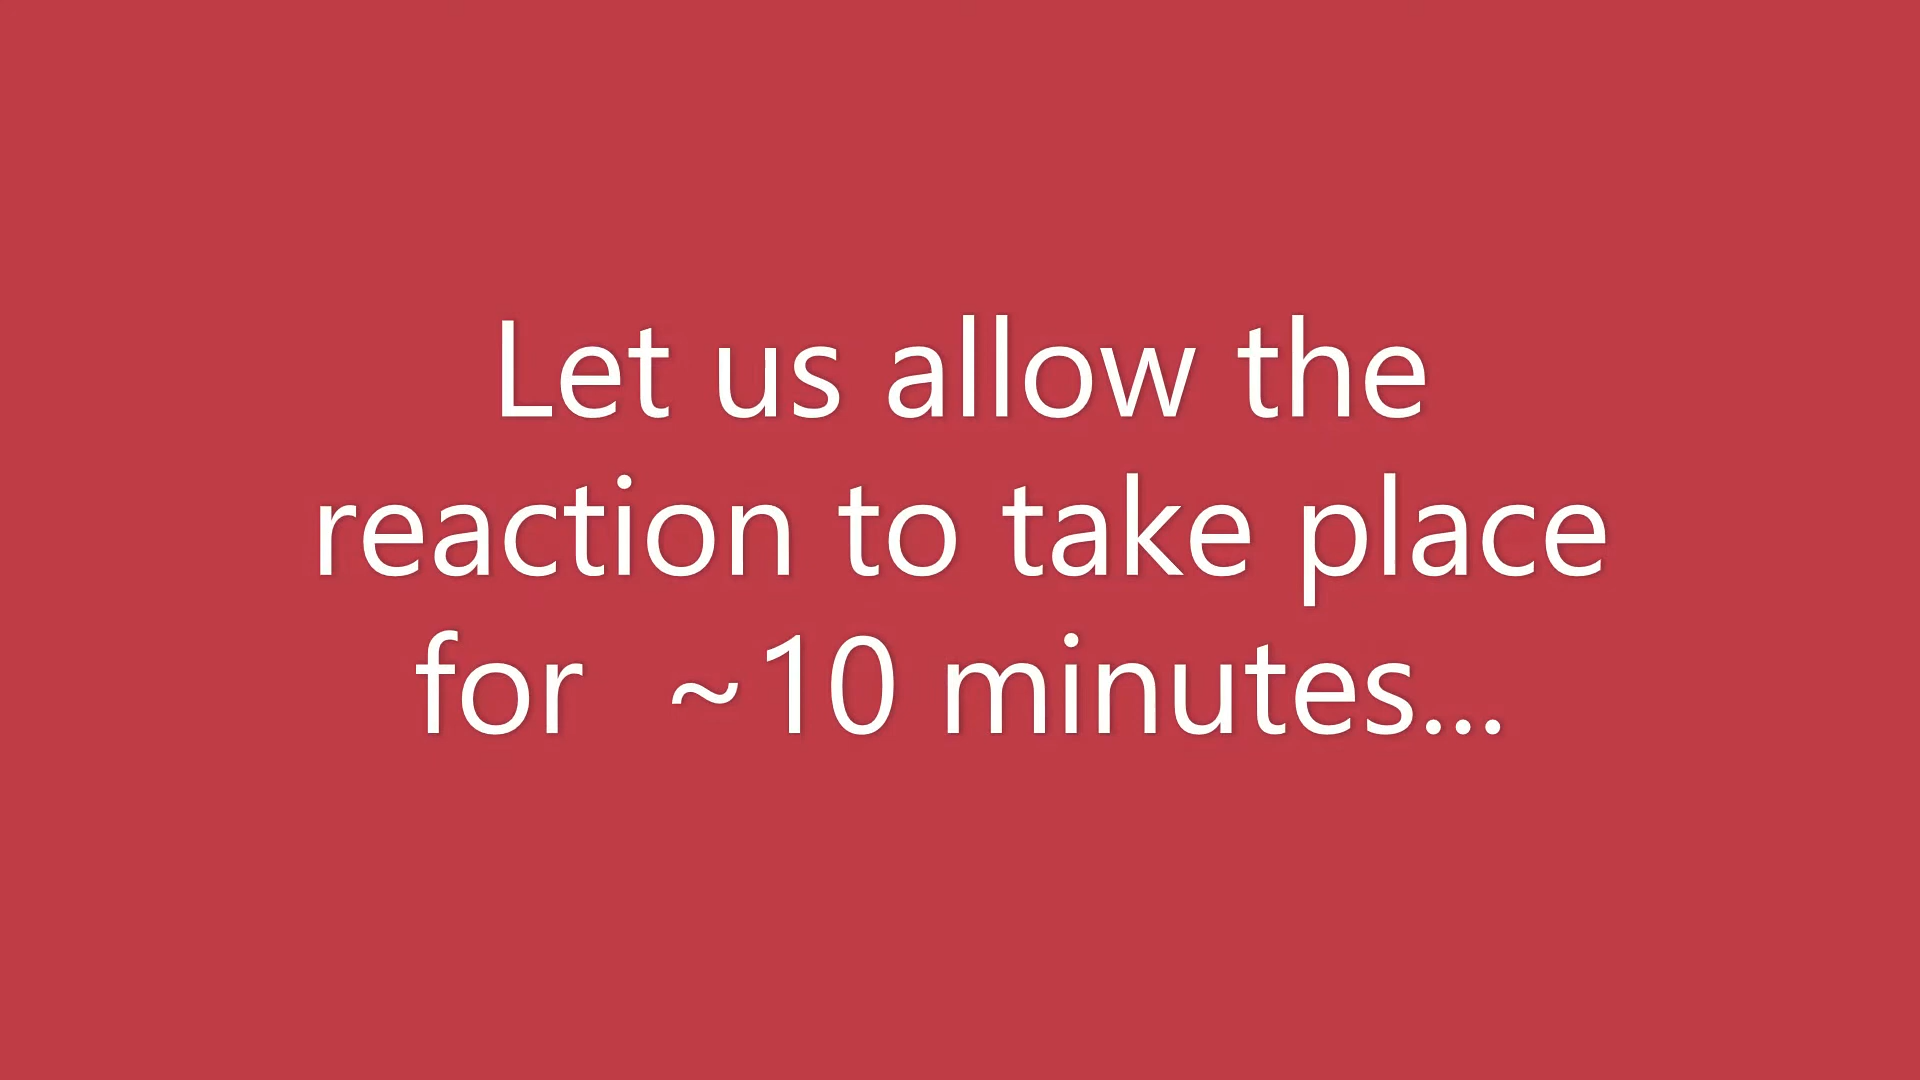 Let us allow the
reaction to take place
for  ~10 minutes...